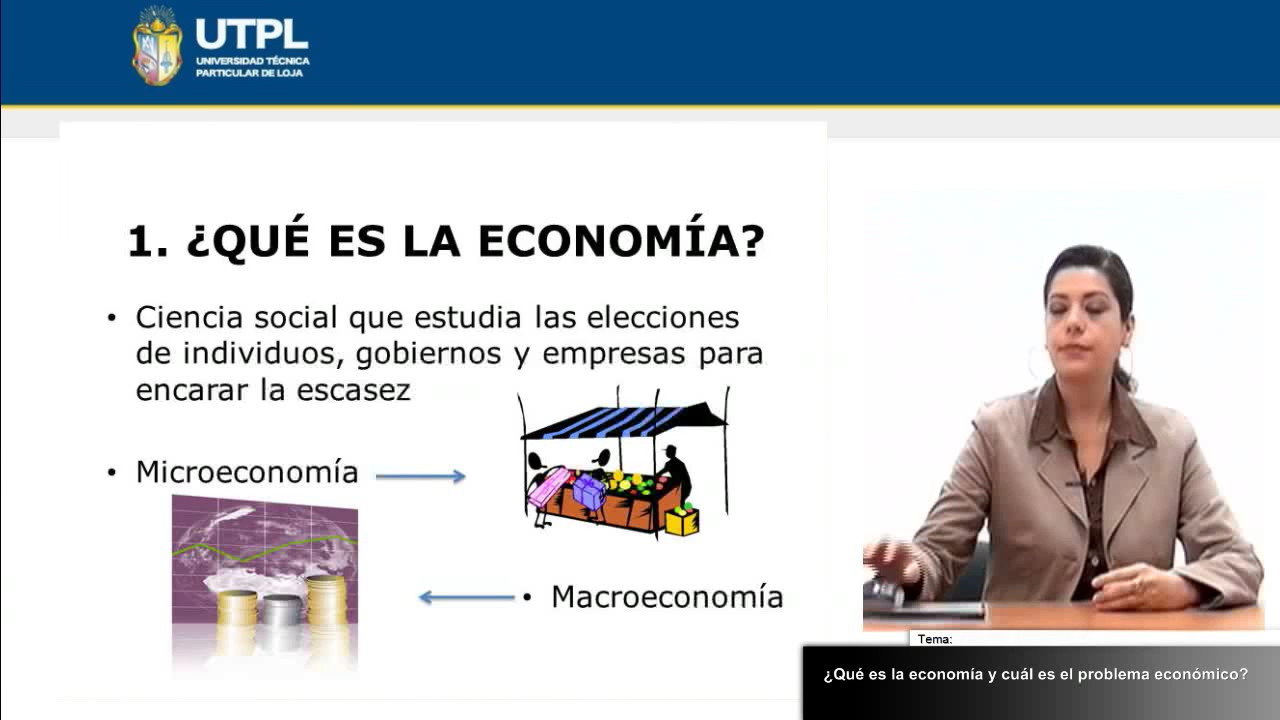 UTPL
UNIVERSIDAD TÉCNICA
PARTICULAR DE LOJA
1. ¿QUÉ ES LA ECONOMÍA?
• Ciencia social que estudia las elecciones
de individuos, gobiernos y empresas para
encarar la escasez
• Microeconomía
• Macroeconomía
Tema:
¿Qué es la economía y cuál es el problema económico?